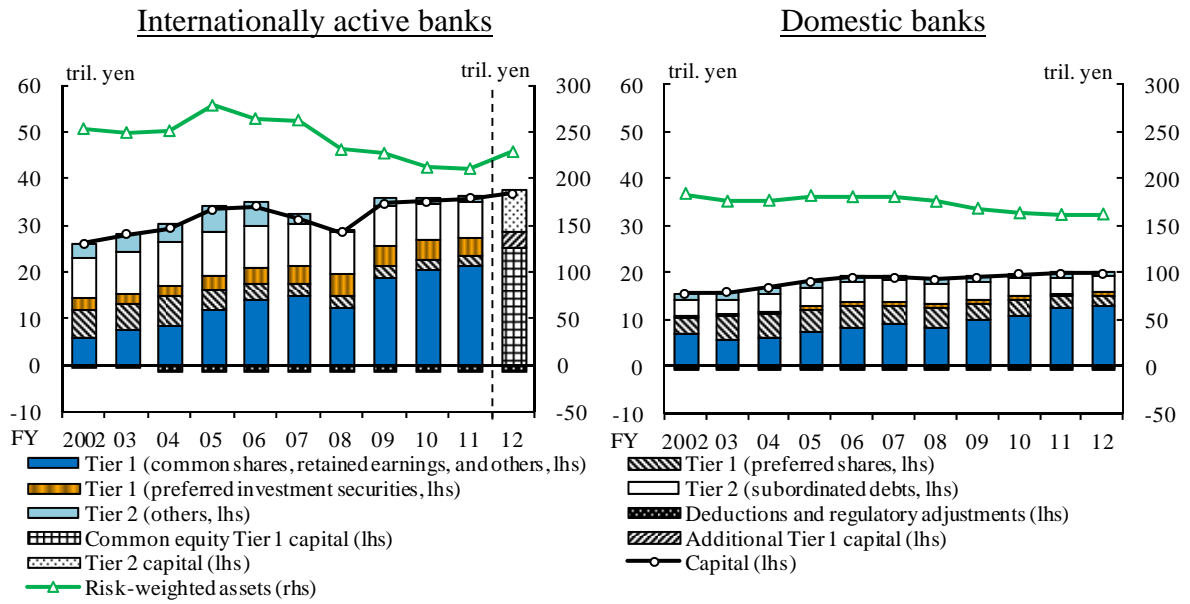 Internationally active banks
Domestic banks
tril. yen
tril. yen
60
50
40
30
20
10
0
-10
300
250
200
150
100
50
0
-50
FY 2002 03 04 05 06 07 08 09 10 11 12
tril. yen
tril. yen
60
50
40
30
20
10
0
-10
300
250
200
150
100
50
0
-50
FY 2002 03 04 05 06 07 08 09 10 11 12
Tier 1 (common shares, retained earnings, and others, lhs)
Tier 1 (preferred investment securities, lhs)
Tier 2 (others, lhs)
Common equity Tier 1 capital (lhs)
Tier 2 capital (lhs)
Risk-weighted assets (rhs)
Tier 1 (preferred shares, lhs)
Tier 2 (subordinated debts, lhs)
Deductions and regulatory adjustments (lhs)
Additional Tier 1 capital (lhs)
Capital (lhs)